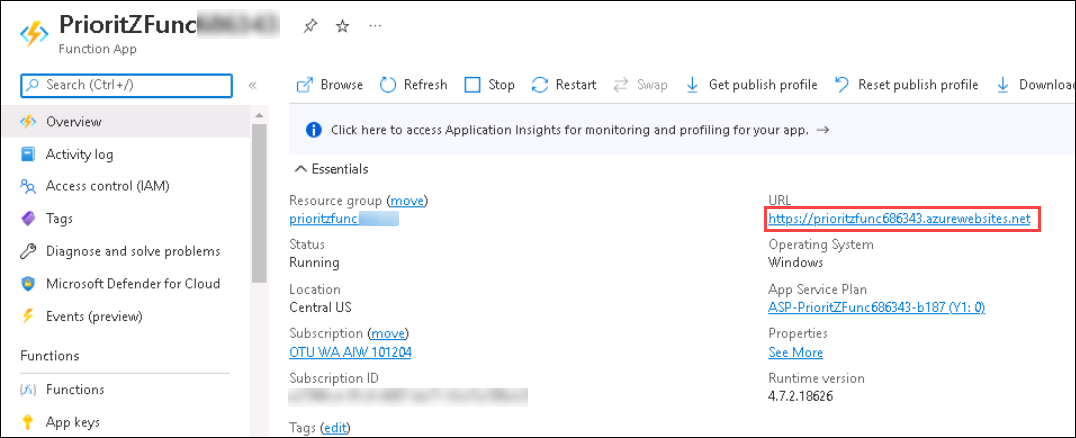 PrioritZFunc
Function App
Search (Ctrl+/)
«
Overview
Activity log
Access control (IAM)
Tags
Diagnose and solve problems
Microsoft Defender for Cloud
Events (preview)
Functions
Functions
App keys
Browse Refresh Stop Restart Swap Get publish profile Reset publish profile Download
Click here to access Application Insights for monitoring and profiling for your app. →
Essentials
Resource group (move)
prioritzfunc
Status
Running
Location
Central US
Subscription (move)
OTU WA AIW 101204
Subscription ID
Tags (edit)
URL
https://prioritzfunc686343.azurewebsites.net
Operating System
Windows
App Service Plan
ASP-PrioritZFunc686343-b187 (Y1: 0)
Properties
See More
Runtime version
4.7.2.18626